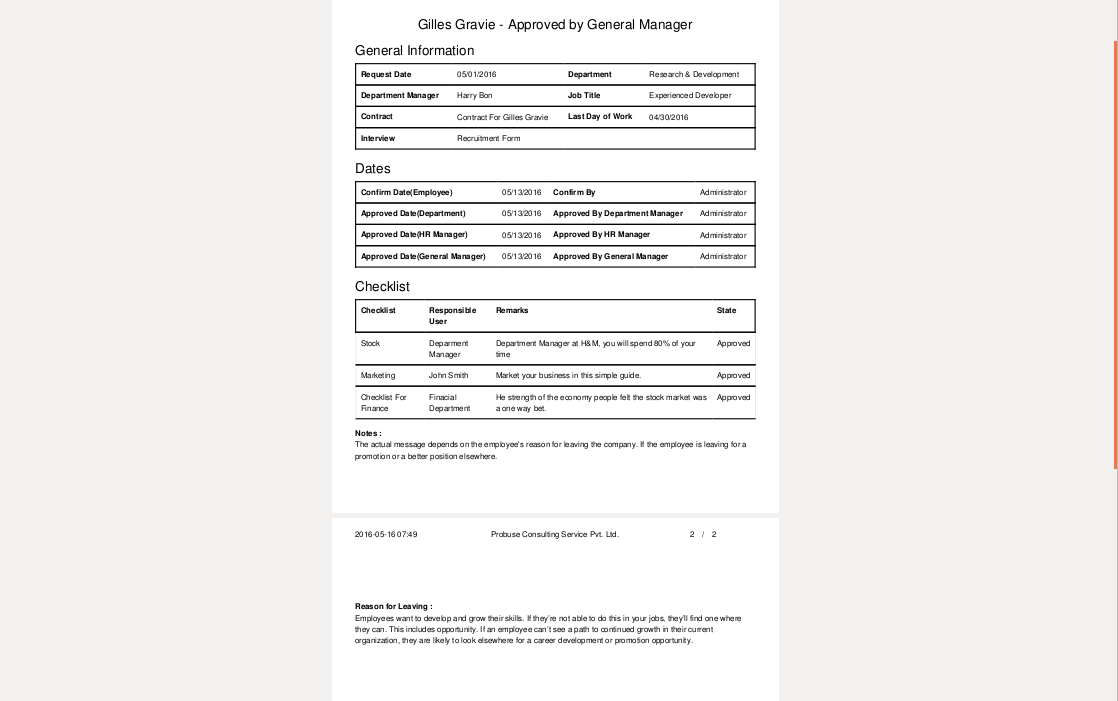 Gilles Gravie - Approved by General Manager
General Information
Request Date 05/01/2016 Department Research & Development
Department Manager Harry Bon Job Title Experienced Developer
Contract Contract For Gilles Gravie Last Day of Work 04/30/2016
Interview Recruitment Form
Dates
Confirm Date(Employee) 05/13/2016 Confirm By Administrator
Approved Date(Department) 05/13/2016 Approved By Department Manager Administrator
Approved Date(HR Manager) 05/13/2016 Approved By HR Manager Administrator
Approved Date(General Manager) 05/13/2016 Approved By General Manager Administrator
Checklist
Checklist Responsible Remarks State
User
Stock Deparment Department Manager at H&M, you will spend 80% of your Approved
Manager time
Marketing John Smith Market your business in this simple guide. Approved
Checklist For Finacial He strength of the economy people felt the stock market was Approved
Finance Department a one way bet.
Notes :
The actual message depends on the employee's reason for leaving the company. If the employee is leaving for a
promotion or a better position elsewhere.
2016-05-16 07:49 Probuse Consulting Service Pvt. Ltd. 2 / 2
Reason for Leaving :
Employees want to develop and grow their skills. If they're not able to do this in your jobs, they'll find one where
they can. This includes opportunity. If an employee can't see a path to continued growth in their current
organization, they are likely to look elsewhere for a career development or promotion opportunity.